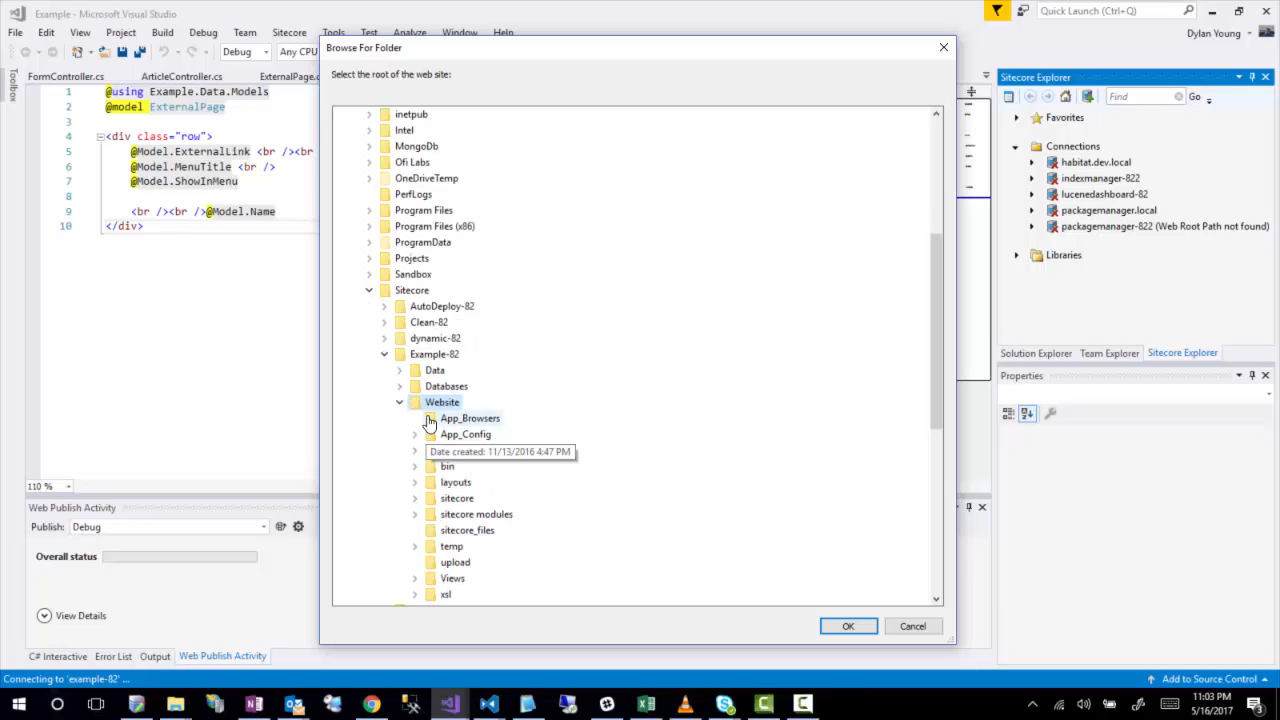 Example - Microsoft Visual Studio
Quick Launch (Ctrl+Q)
File Edit View Project Build Debug Team Sitecore Tools Test Analyze Window Help
Dylan Young
Debug Any CPU
Toolbox
FormController.cs ArticleController.cs ExternalPage.c
1 @using Example.Data.Models
2 @model ExternalPage
3
4 <div class="row">
5 @Model.ExternalLink <br /><br
6 @Model.MenuTitle <br />
7 @Model.ShowInMenu
8
9 <br /><br />@Model.Name
10 </div>
110 %
Browse For Folder
Select the root of the web site:
inetpub
Intel
MongoDb
Ofi Labs
OneDriveTemp
PerfLogs
Program Files
Program Files (x86)
ProgramData
Projects
Sandbox
Sitecore
AutoDeploy-82
Clean-82
dynamic-82
Example-82
Data
Databases
Website
App_Browsers
App_Config
Date created: 11/13/2016 4:47 PM
bin
layouts
sitecore
sitecore modules
sitecore_files
temp
upload
Views
xsl
OK Cancel
Sitecore Explorer
Find Go
Favorites
Connections
habitat.dev.local
indexmanager-822
lucenedashboard-82
packagemanager.local
packagemanager-822 (Web Root Path not found)
Libraries
Solution Explorer Team Explorer Sitecore Explorer
Properties
Web Publish Activity
Publish: Debug
Overall status
View Details
C# Interactive Error List Output Web Publish Activity
Connecting to 'example-82' ...
Add to Source Control
11:03 PM
5/16/2017